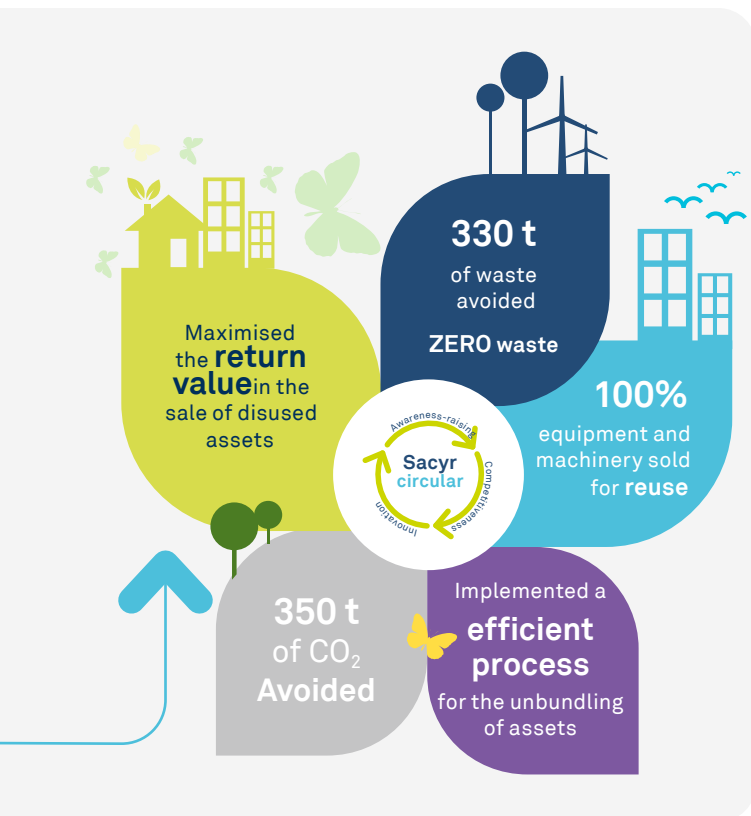 330 t
of waste
avoided
ZERO waste
Maximised
the return
valuein the
sale of disused
assets
100%
equipment and
machinery sold
for reuse
Awareness-raising
Sacyr
circular
Competitiveness
Innovation
350 t
of CO₂
Avoided
Implemented a
efficient
process
for the unbundling
of assets